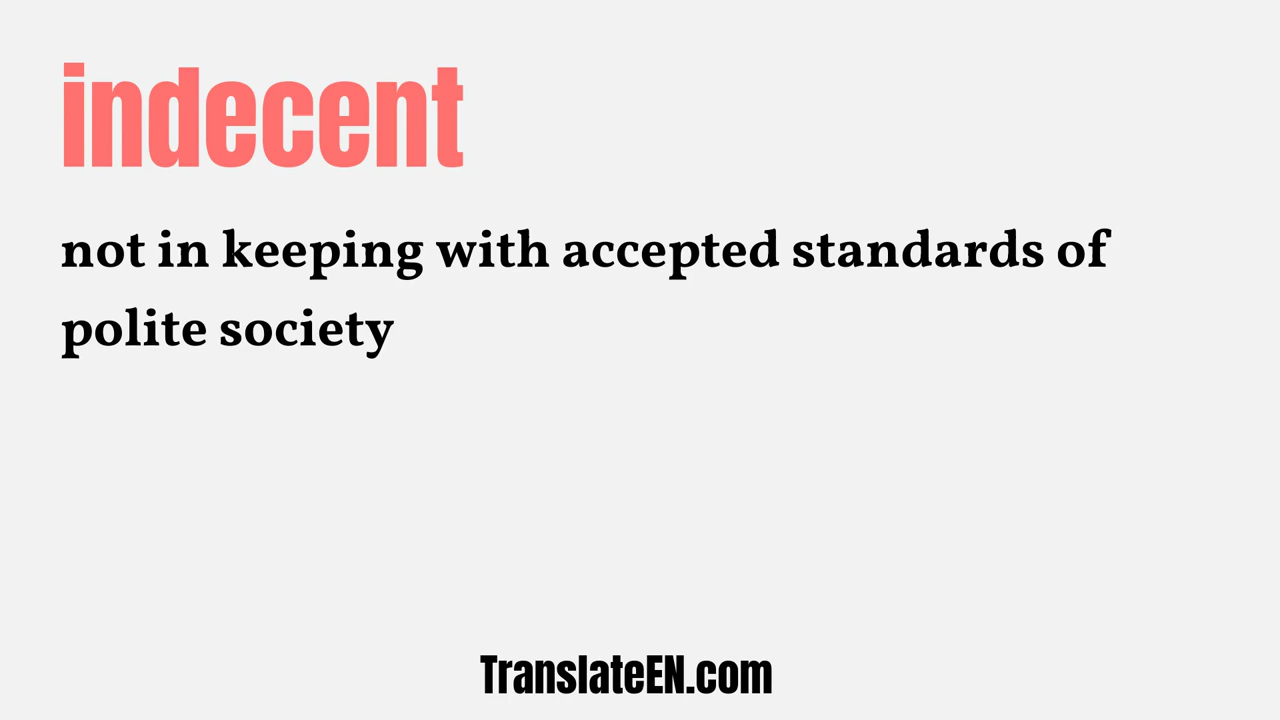 indecent
not in keeping with accepted standards of
polite society
TranslateEN.com